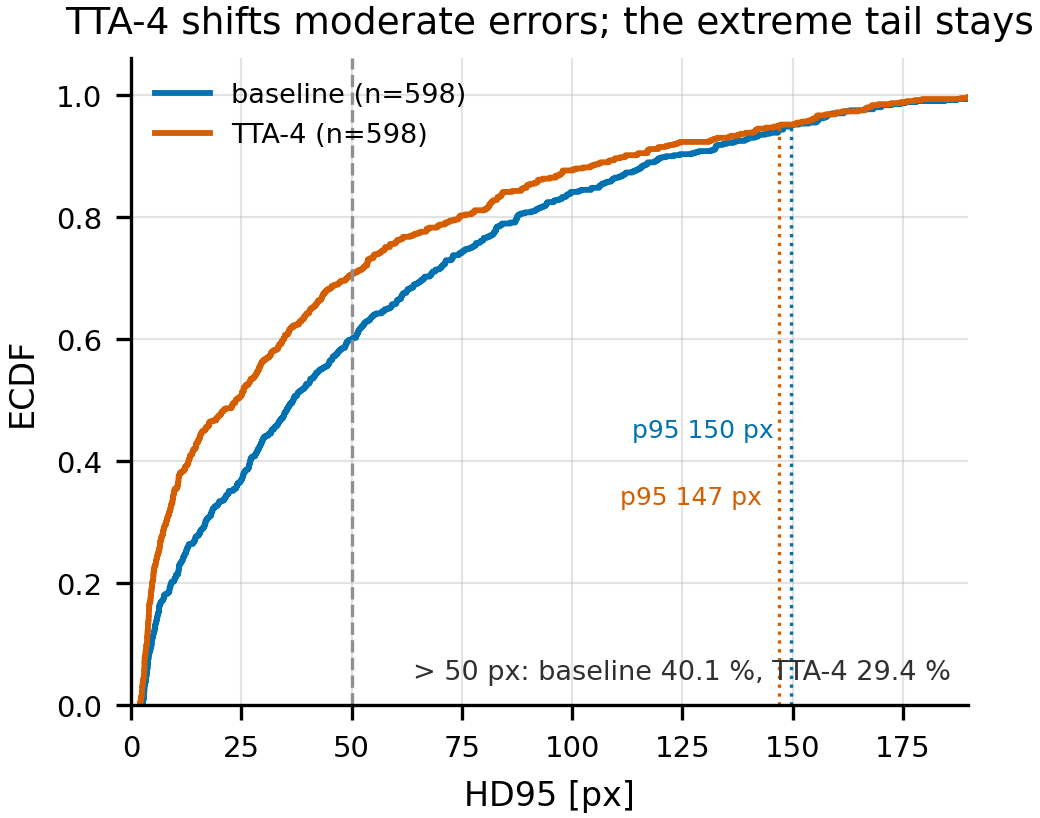 TTA-4 shifts moderate errors; the extreme tail stays
baseline (n=598)
TTA-4 (n=598)
1.0
0.8
0.6
0.4
0.2
0.0
ECDF
p95 150 px
p95 147 px
> 50 px: baseline 40.1 %, TTA-4 29.4 %
0 25 50 75 100 125 150 175
HD95 [px]